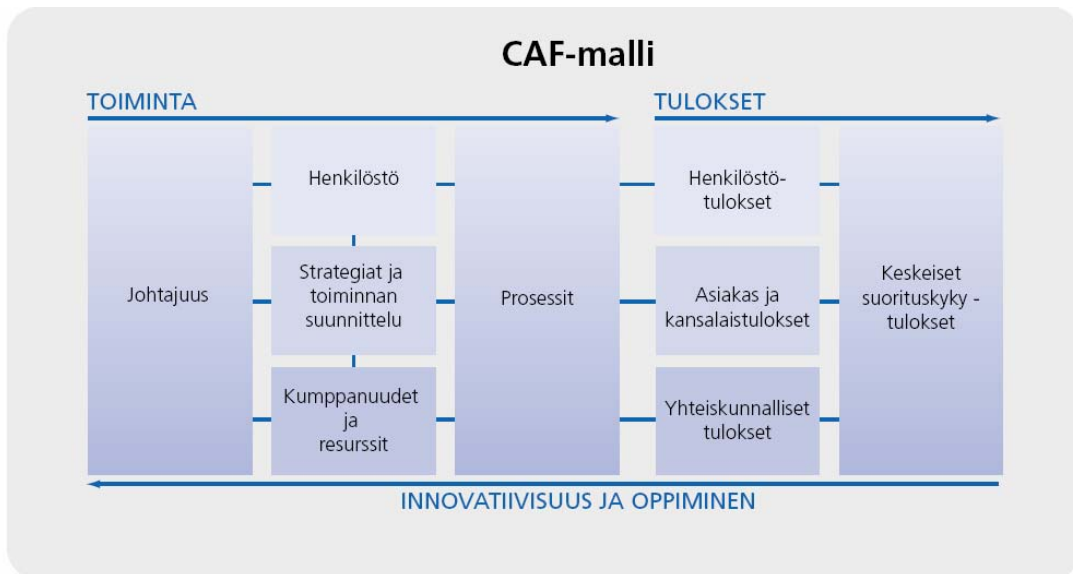 CAF-malli
TOIMINTA
TULOKSET
Johtajuus
Henkilöstö
Strategiat ja
toiminnan
suunnittelu
Kumppanuudet
ja
resurssit
Prosessit
Henkilöstö-
tulokset
Asiakas ja
kansalaistulokset
Yhteiskunnalliset
tulokset
Keskeiset
suorituskyky -
tulokset
INNOVATIIVISUUS JA OPPIMINEN